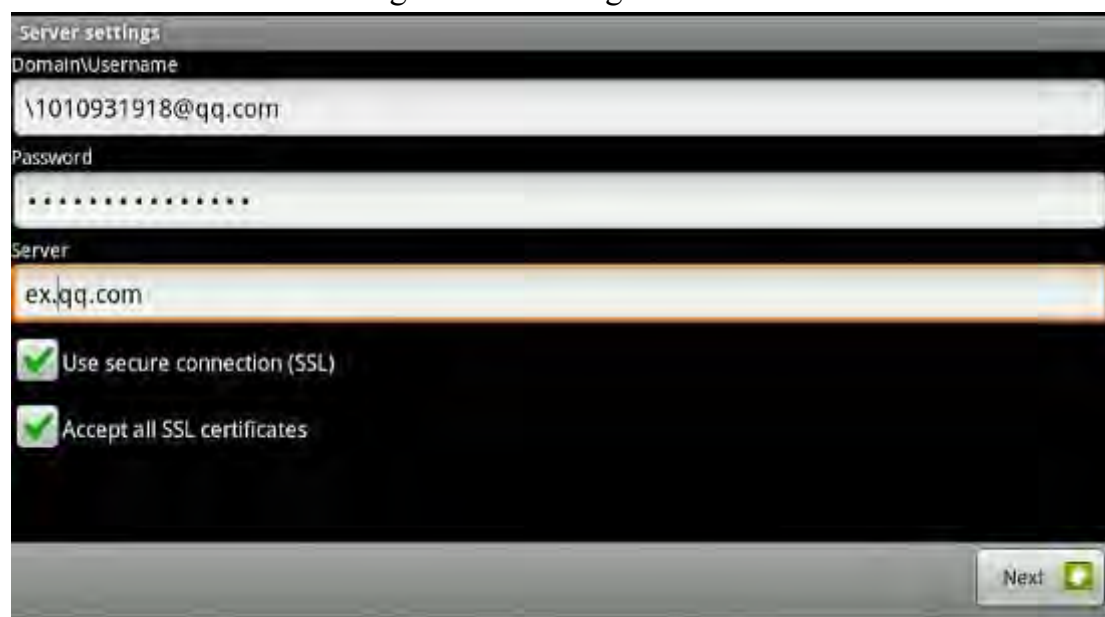 Server settings
Domain\Username
\1010931918@qq.com
Password
•••••••••••••••
Server
ex.qq.com
Use secure connection (SSL)
Accept all SSL certificates
Next